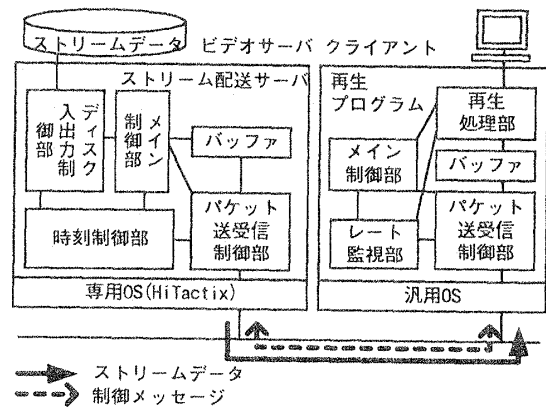 ストリームデータ
ビデオサーバ クライアント
ストリーム配送サーバ
ディスク入出力制御部
メイン制御部
バッファ
時刻制御部
パケット
送受信
制御部
専用OS(HiTactix)
再生
プログラム
再生
処理部
メイン
制御部
バッファ
レート
監視部
パケット
送受信
制御部
汎用OS
ストリームデータ
制御メッセージ